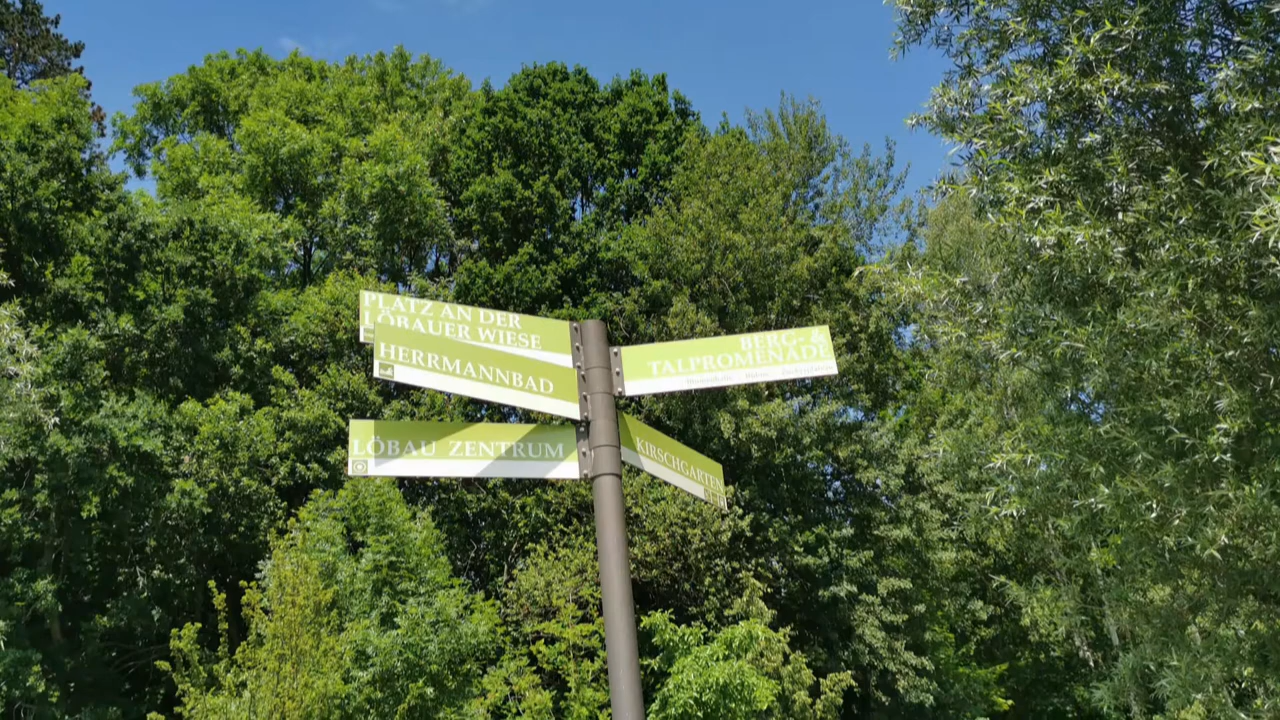 PLATZ AN DER
LÖBAUER WIESE
HERRMANNBAD
LÖBAU ZENTRUM
BERG- &
TALPROMENADE
KIRSCHGARTEN